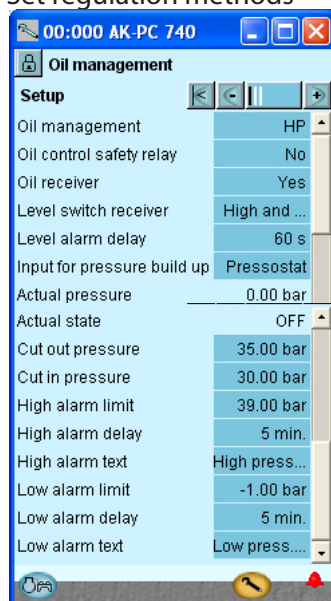 Set regulation methods
00:000 AK-PC 740
Oil management
Setup
Oil management HP
Oil control safety relay No
Oil receiver Yes
Level switch receiver High and ...
Level alarm delay 60 s
Input for pressure build up Pressostat
Actual pressure 0.00 bar
Actual state OFF
Cut out pressure 35.00 bar
Cut in pressure 30.00 bar
High alarm limit 39.00 bar
High alarm delay 5 min.
High alarm text High press...
Low alarm limit -1.00 bar
Low alarm delay 5 min.
Low alarm text Low press....